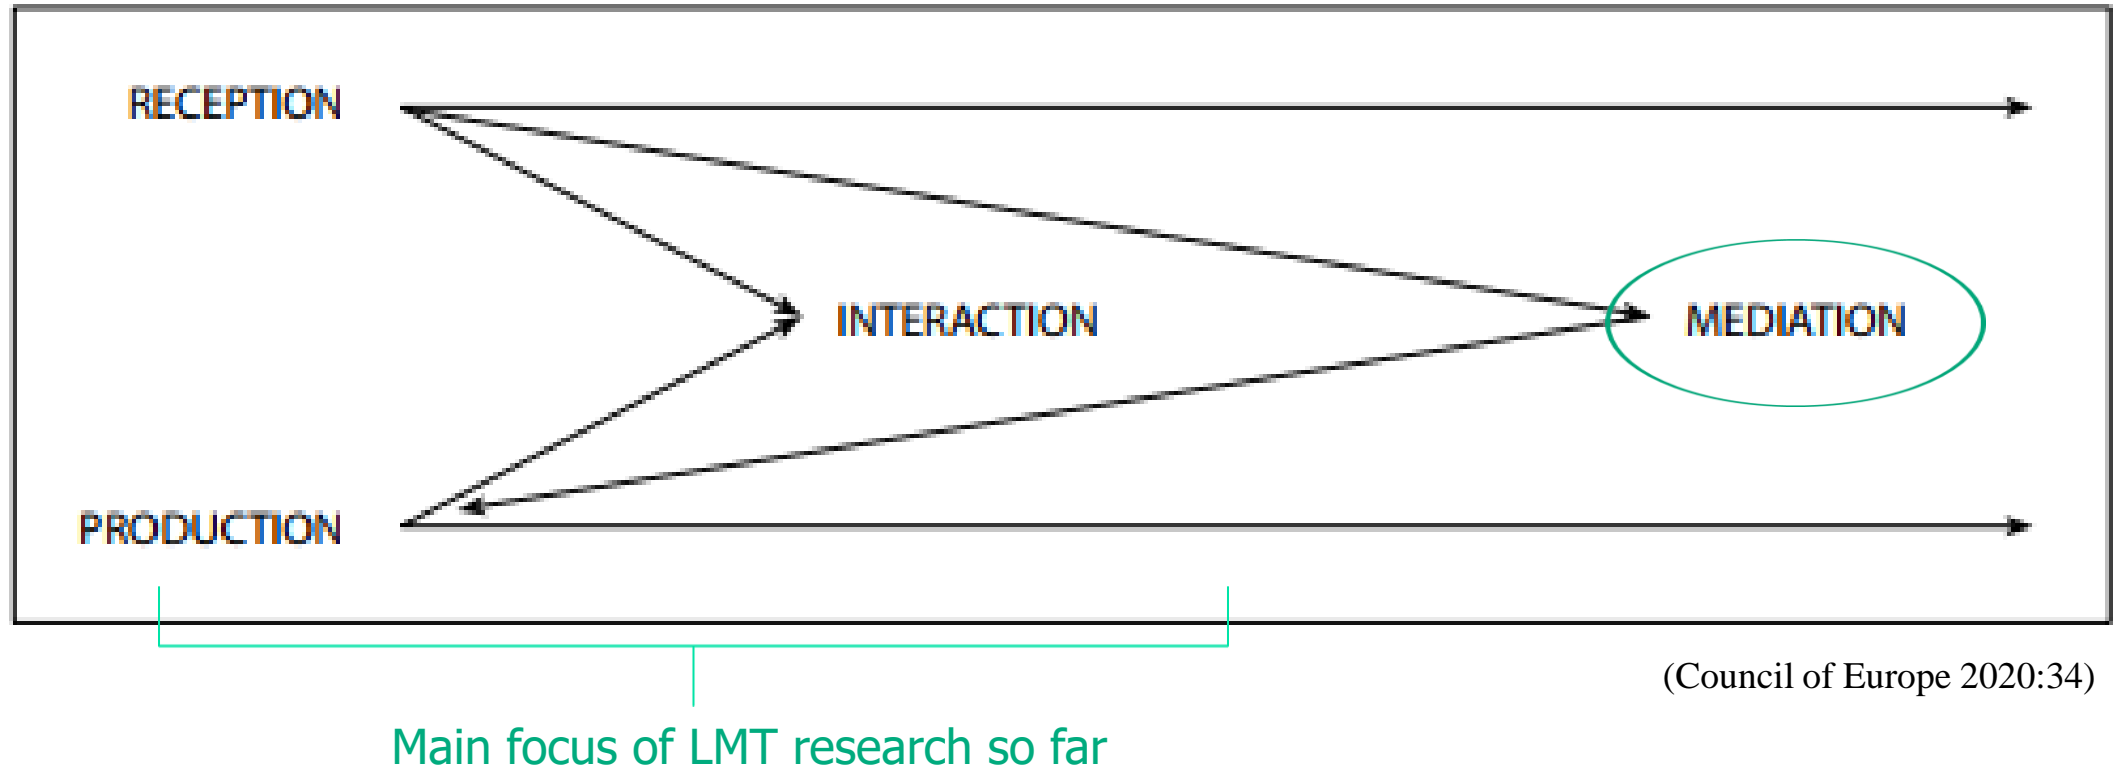 RECEPTION
INTERACTION
MEDIATION
PRODUCTION
(Council of Europe 2020:34)
Main focus of LMT research so far